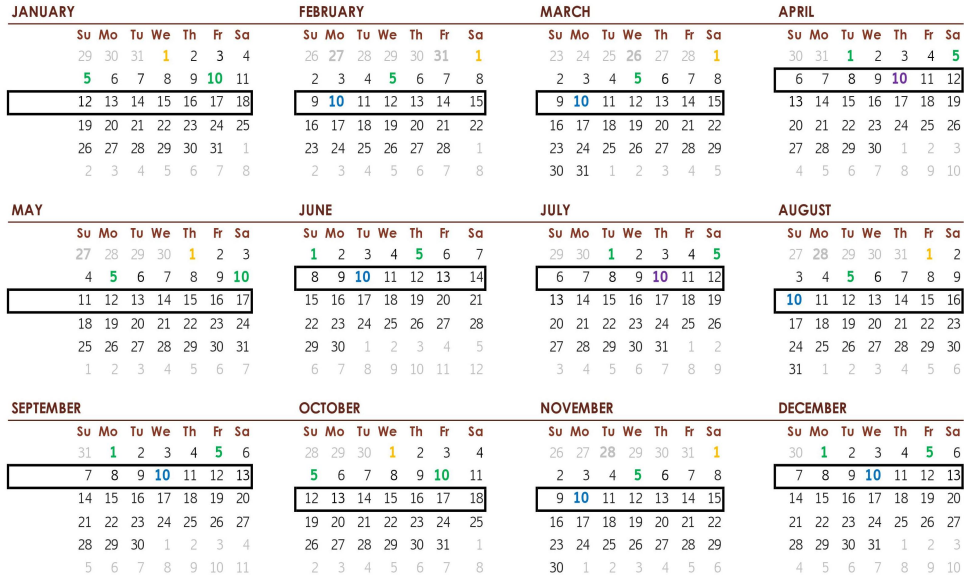 JANUARY FEBRUARY MARCH APRIL
Su Mo Tu We Th Fr Sa Su Mo Tu We Th Fr Sa Su Mo Tu We Th Fr Sa Su Mo Tu We Th Fr Sa
29 30 31 1 2 3 4 26 27 28 29 30 31 1 23 24 25 26 27 28 1 30 31 1 2 3 4 5
5 6 7 8 9 10 11 2 3 4 5 6 7 8 2 3 4 5 6 7 8 6 7 8 9 10 11 12
12 13 14 15 16 17 18 9 10 11 12 13 14 15 9 10 11 12 13 14 15 13 14 15 16 17 18 19
19 20 21 22 23 24 25 16 17 18 19 20 21 22 16 17 18 19 20 21 22 20 21 22 23 24 25 26
26 27 28 29 30 31 1 23 24 25 26 27 28 1 23 24 25 26 27 28 29 27 28 29 30 1 2 3
2 3 4 5 6 7 8 2 3 4 5 6 7 8 30 31 1 2 3 4 5 4 5 6 7 8 9 10
MAY JUNE JULY AUGUST
Su Mo Tu We Th Fr Sa Su Mo Tu We Th Fr Sa Su Mo Tu We Th Fr Sa Su Mo Tu We Th Fr Sa
27 28 29 30 1 2 3 1 2 3 4 5 6 7 29 30 1 2 3 4 5 27 28 29 30 31 1 2
4 5 6 7 8 9 10 8 9 10 11 12 13 14 6 7 8 9 10 11 12 3 4 5 6 7 8 9
11 12 13 14 15 16 17 15 16 17 18 19 20 21 13 14 15 16 17 18 19 10 11 12 13 14 15 16
18 19 20 21 22 23 24 22 23 24 25 26 27 28 20 21 22 23 24 25 26 17 18 19 20 21 22 23
25 26 27 28 29 30 31 29 30 1 2 3 4 5 27 28 29 30 31 1 2 24 25 26 27 28 29 30
1 2 3 4 5 6 7 6 7 8 9 10 11 12 3 4 5 6 7 8 9 31 1 2 3 4 5 6
SEPTEMBER OCTOBER NOVEMBER DECEMBER
Su Mo Tu We Th Fr Sa Su Mo Tu We Th Fr Sa Su Mo Tu We Th Fr Sa Su Mo Tu We Th Fr Sa
31 1 2 3 4 5 6 28 29 30 1 2 3 4 26 27 28 29 30 31 1 30 1 2 3 4 5 6
7 8 9 10 11 12 13 5 6 7 8 9 10 11 2 3 4 5 6 7 8 7 8 9 10 11 12 13
14 15 16 17 18 19 20 12 13 14 15 16 17 18 9 10 11 12 13 14 15 14 15 16 17 18 19 20
21 22 23 24 25 26 27 19 20 21 22 23 24 25 16 17 18 19 20 21 22 21 22 23 24 25 26 27
28 29 30 1 2 3 4 26 27 28 29 30 31 1 23 24 25 26 27 28 29 28 29 30 31 1 2 3
5 6 7 8 9 10 11 2 3 4 5 6 7 8 30 1 2 3 4 5 6 4 5 6 7 8 9 10